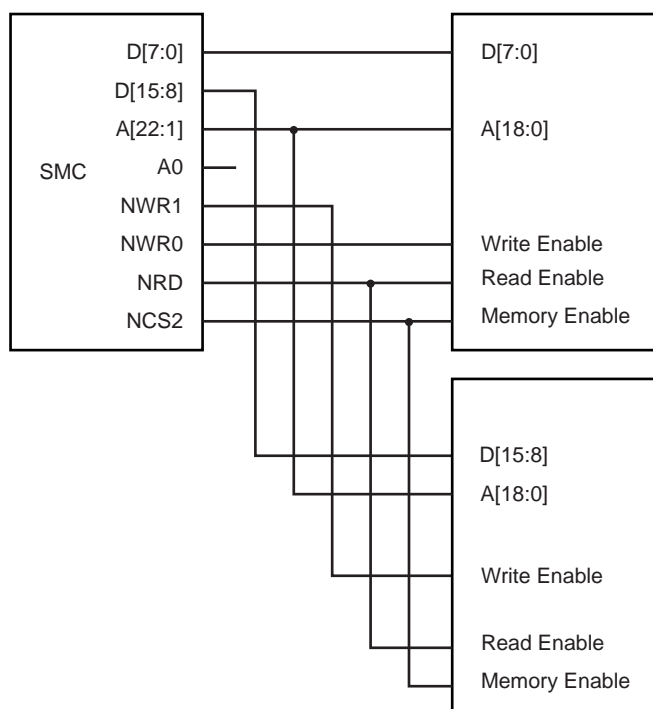 D[7:0]
D[15:8]
A[22:1]
A0
SMC
NWR1
NWR0
NRD
NCS2
D[7:0]
A[18:0]
Write Enable
Read Enable
Memory Enable
D[15:8]
A[18:0]
Write Enable
Read Enable
Memory Enable